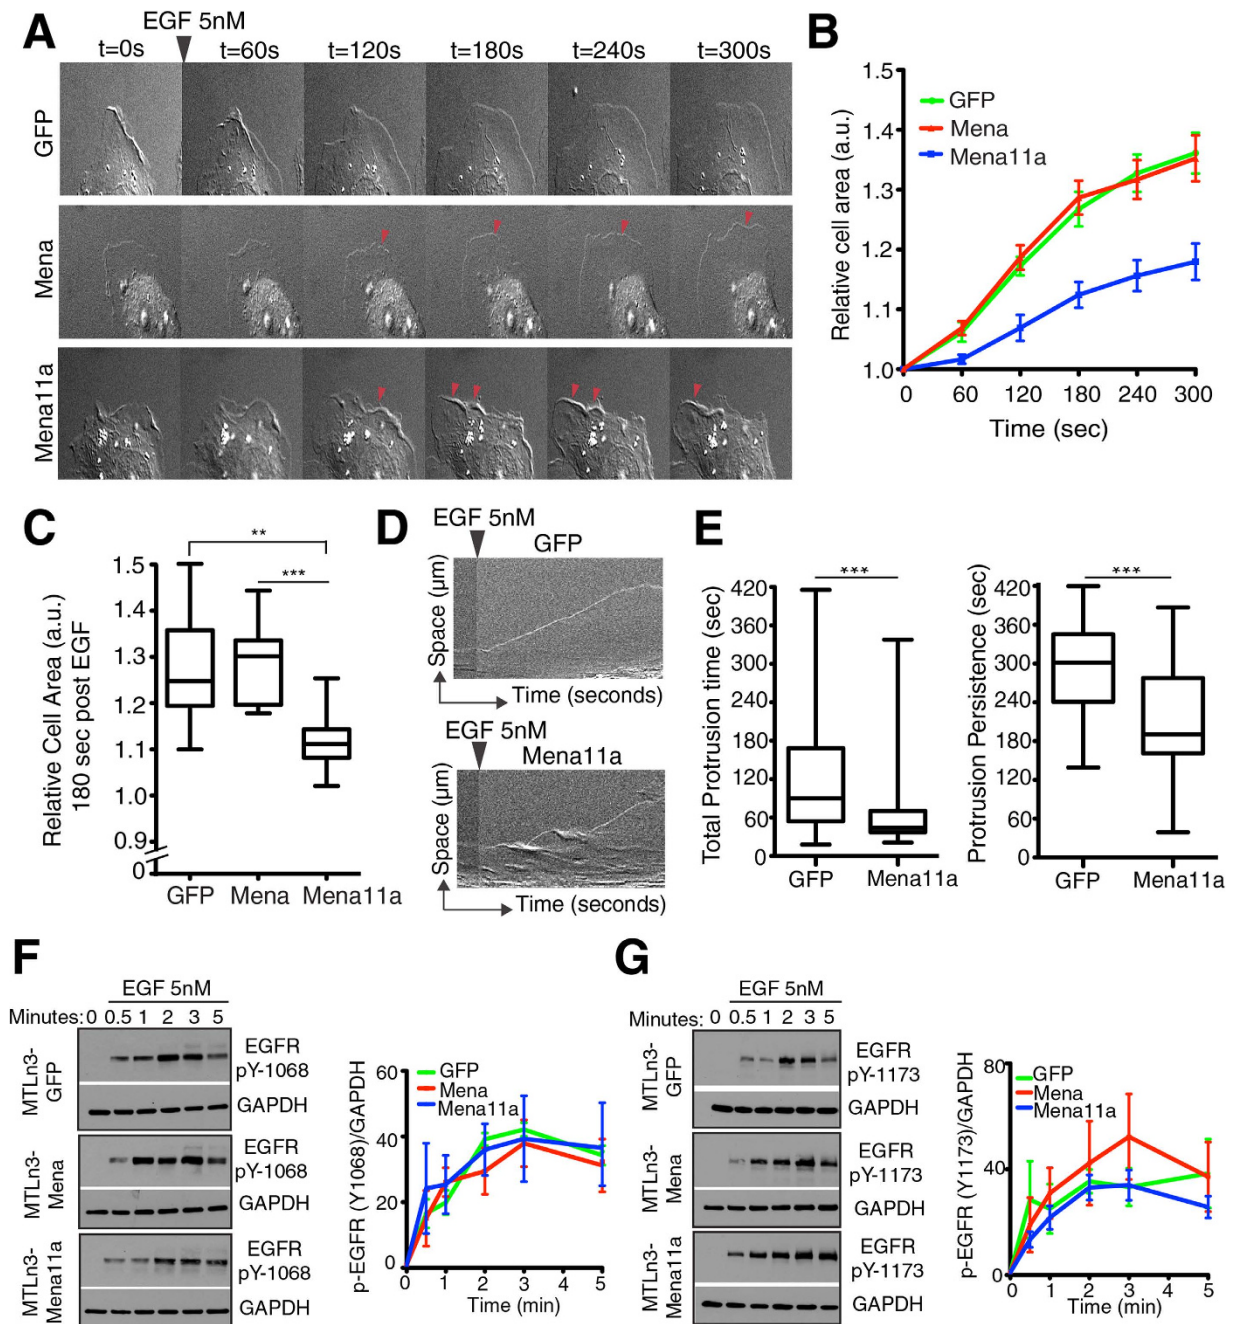 A
EGF 5nM
t=0s t=60s t=120s t=180s t=240s t=300s
GFP
Mena
Mena11a
B
Relative cell area (a.u.)
1.5
1.4
1.3
1.2
1.1
1.0
GFP
Mena
Mena11a
0 60 120 180 240 300
Time (sec)
C
Relative Cell Area (a.u.)
180 sec post EGF
**
***
1.5
1.4
1.3
1.2
1.1
1.0
0.9
0
GFP Mena Mena11a
D
EGF 5nM
GFP
Space (µm)
Time (seconds)
EGF 5nM
Mena11a
Space (µm)
Time (seconds)
E
Total Protrusion time (sec)
***
420
360
300
240
180
120
60
0
GFP Mena11a
Protrusion Persistence (sec)
***
420
360
300
240
180
120
60
0
GFP Mena11a
F
EGF 5nM
Minutes: 0 0.5 1 2 3 5
MTLn3-
GFP
EGFR
pY-1068
GAPDH
MTLn3-
Mena
EGFR
pY-1068
GAPDH
MTLn3-
Mena11a
EGFR
pY-1068
GAPDH
p-EGFR (Y1068)/GAPDH
60
40
20
0
GFP
Mena
Mena11a
0 1 2 3 4 5
Time (min)
G
EGF 5nM
Minutes: 0 0.5 1 2 3 5
MTLn3-
GFP
EGFR
pY-1173
GAPDH
MTLn3-
Mena
EGFR
pY-1173
GAPDH
MTLn3-
Mena11a
EGFR
pY-1173
GAPDH
p-EGFR (Y1173)/GAPDH
80
40
0
GFP
Mena
Mena11a
0 1 2 3 4 5
Time (min)